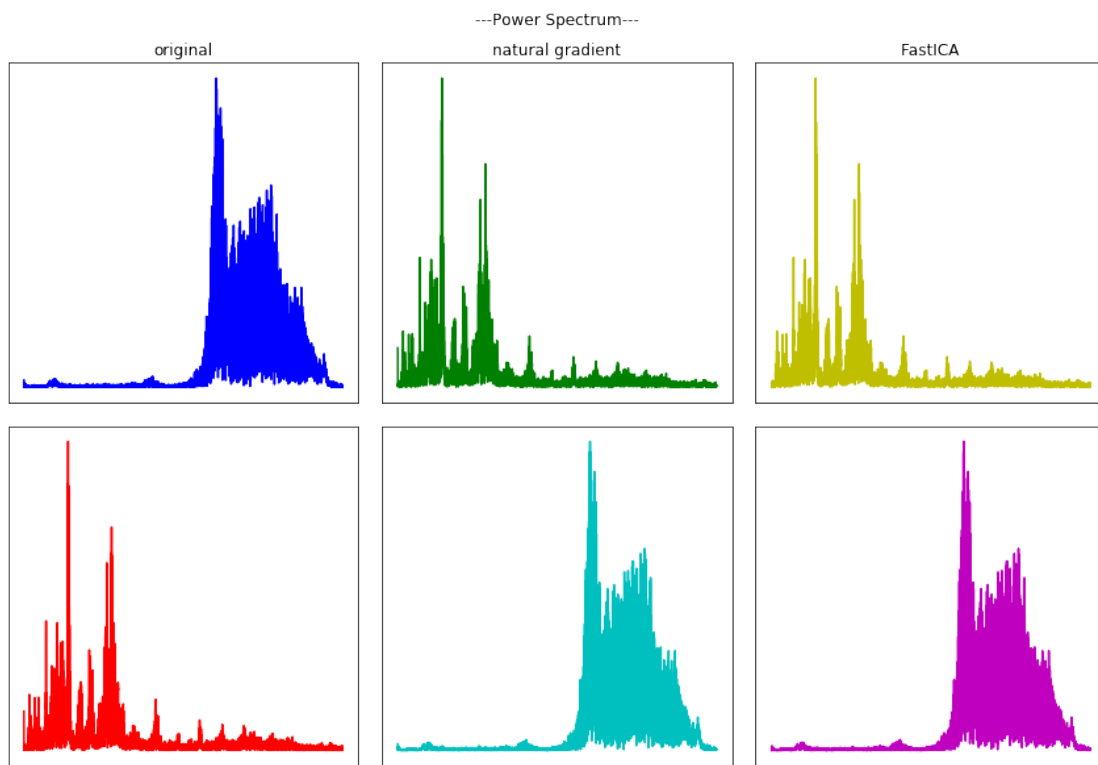 ---Power Spectrum---
original
natural gradient
FastICA